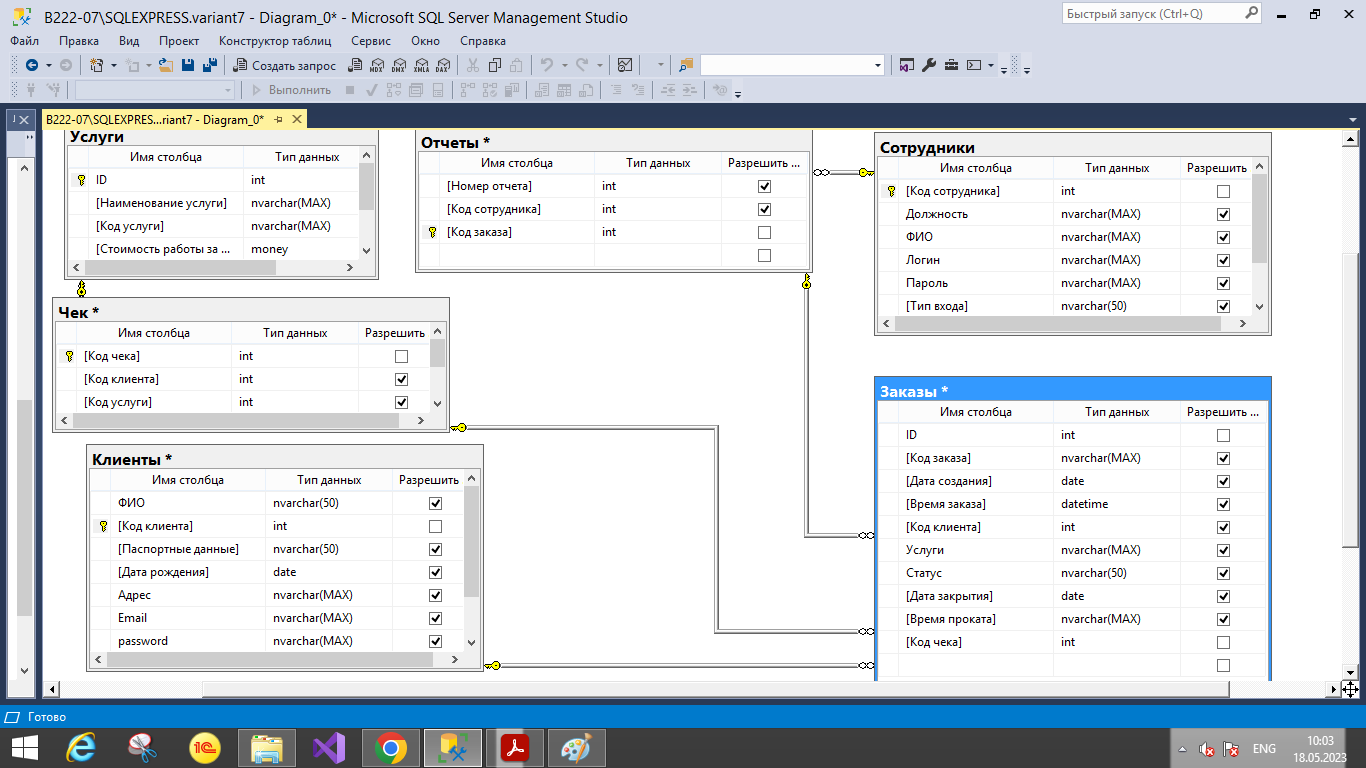 B222-07\SQLEXPRESS.variant7 - Diagram_0* - Microsoft SQL Server Management Studio
Быстрый запуск (Ctrl+Q)
Файл Правка Вид Проект Конструктор таблиц Сервис Окно Справка
Создать запрос MDX DMX XMLA DAX
Выполнить
B222-07\SQLEXPRES...riant7 - Diagram_0*
Услуги
Имя столбца Тип данных
ID int
[Наименование услуги] nvarchar(MAX)
[Код услуги] nvarchar(MAX)
[Стоимость работы за ... money
Отчеты *
Имя столбца Тип данных Разрешить ...
[Номер отчета] int
[Код сотрудника] int
[Код заказа] int
Сотрудники
Имя столбца Тип данных Разрешить
[Код сотрудника] int
Должность nvarchar(MAX)
ФИО nvarchar(MAX)
Логин nvarchar(MAX)
Пароль nvarchar(MAX)
[Тип входа] nvarchar(50)
Чек *
Имя столбца Тип данных Разрешить
[Код чека] int
[Код клиента] int
[Код услуги] int
Клиенты *
Имя столбца Тип данных Разрешить
ФИО nvarchar(50)
[Код клиента] int
[Паспортные данные] nvarchar(50)
[Дата рождения] date
Адрес nvarchar(MAX)
Email nvarchar(MAX)
password nvarchar(MAX)
Заказы *
Имя столбца Тип данных Разрешить ...
ID int
[Код заказа] nvarchar(MAX)
[Дата создания] date
[Время заказа] datetime
[Код клиента] int
Услуги nvarchar(MAX)
Статус nvarchar(50)
[Дата закрытия] date
[Время проката] nvarchar(MAX)
[Код чека] int
Готово
1С
ENG
10:03
18.05.2023